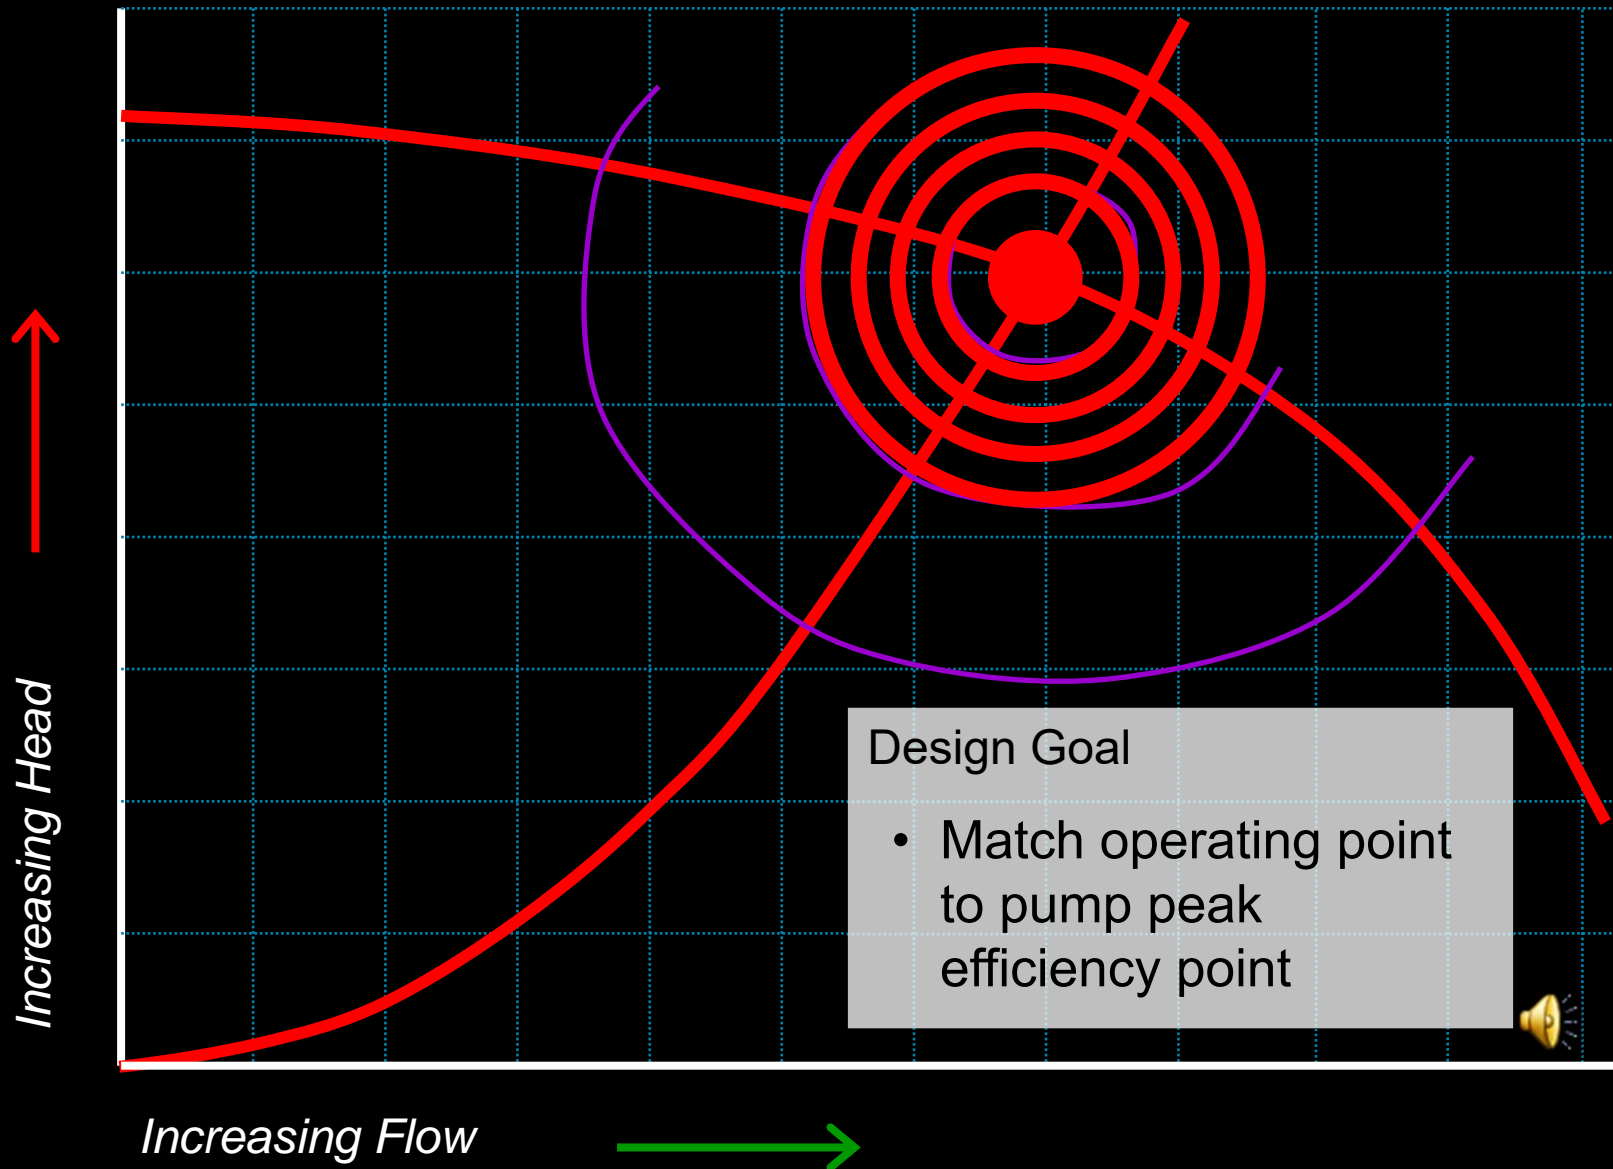 Increasing Head
Design Goal
• Match operating point
to pump peak
efficiency point
Increasing Flow